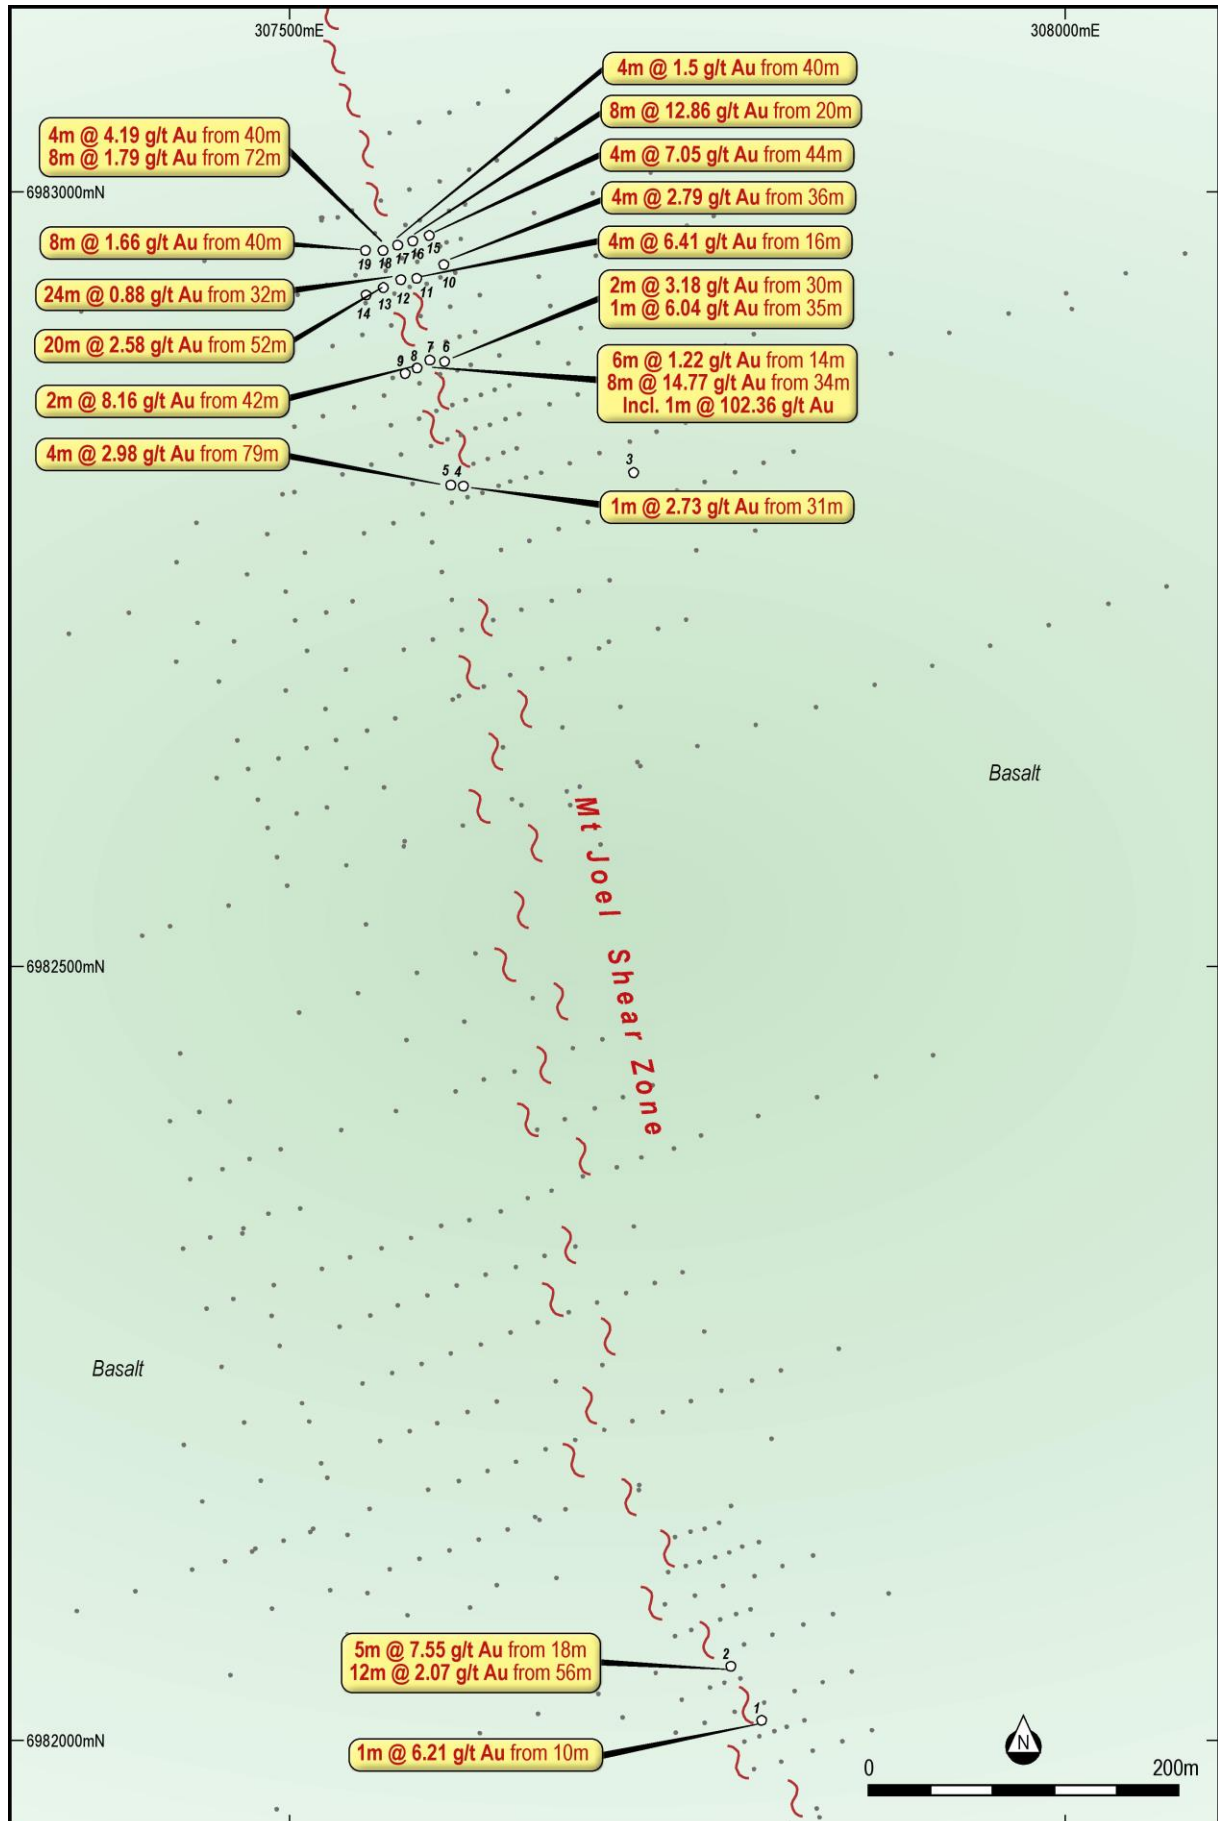 307500mE
308000mE
4m @ 1.5 g/t Au from 40m
8m @ 12.86 g/t Au from 20m
4m @ 4.19 g/t Au from 40m
8m @ 1.79 g/t Au from 72m
4m @ 7.05 g/t Au from 44m
6983000mN
4m @ 2.79 g/t Au from 36m
8m @ 1.66 g/t Au from 40m
19
18
17
16
15
4m @ 6.41 g/t Au from 16m
10
24m @ 0.88 g/t Au from 32m
14
13
12
11
2m @ 3.18 g/t Au from 30m
1m @ 6.04 g/t Au from 35m
20m @ 2.58 g/t Au from 52m
9
8
7
6
6m @ 1.22 g/t Au from 14m
8m @ 14.77 g/t Au from 34m
Incl. 1m @ 102.36 g/t Au
2m @ 8.16 g/t Au from 42m
4m @ 2.98 g/t Au from 79m
5
4
3
1m @ 2.73 g/t Au from 31m
Basalt
Mt Joel Shear Zone
6982500mN
Basalt
5m @ 7.55 g/t Au from 18m
12m @ 2.07 g/t Au from 56m
2
1
6982000mN
1m @ 6.21 g/t Au from 10m
N
0
200m